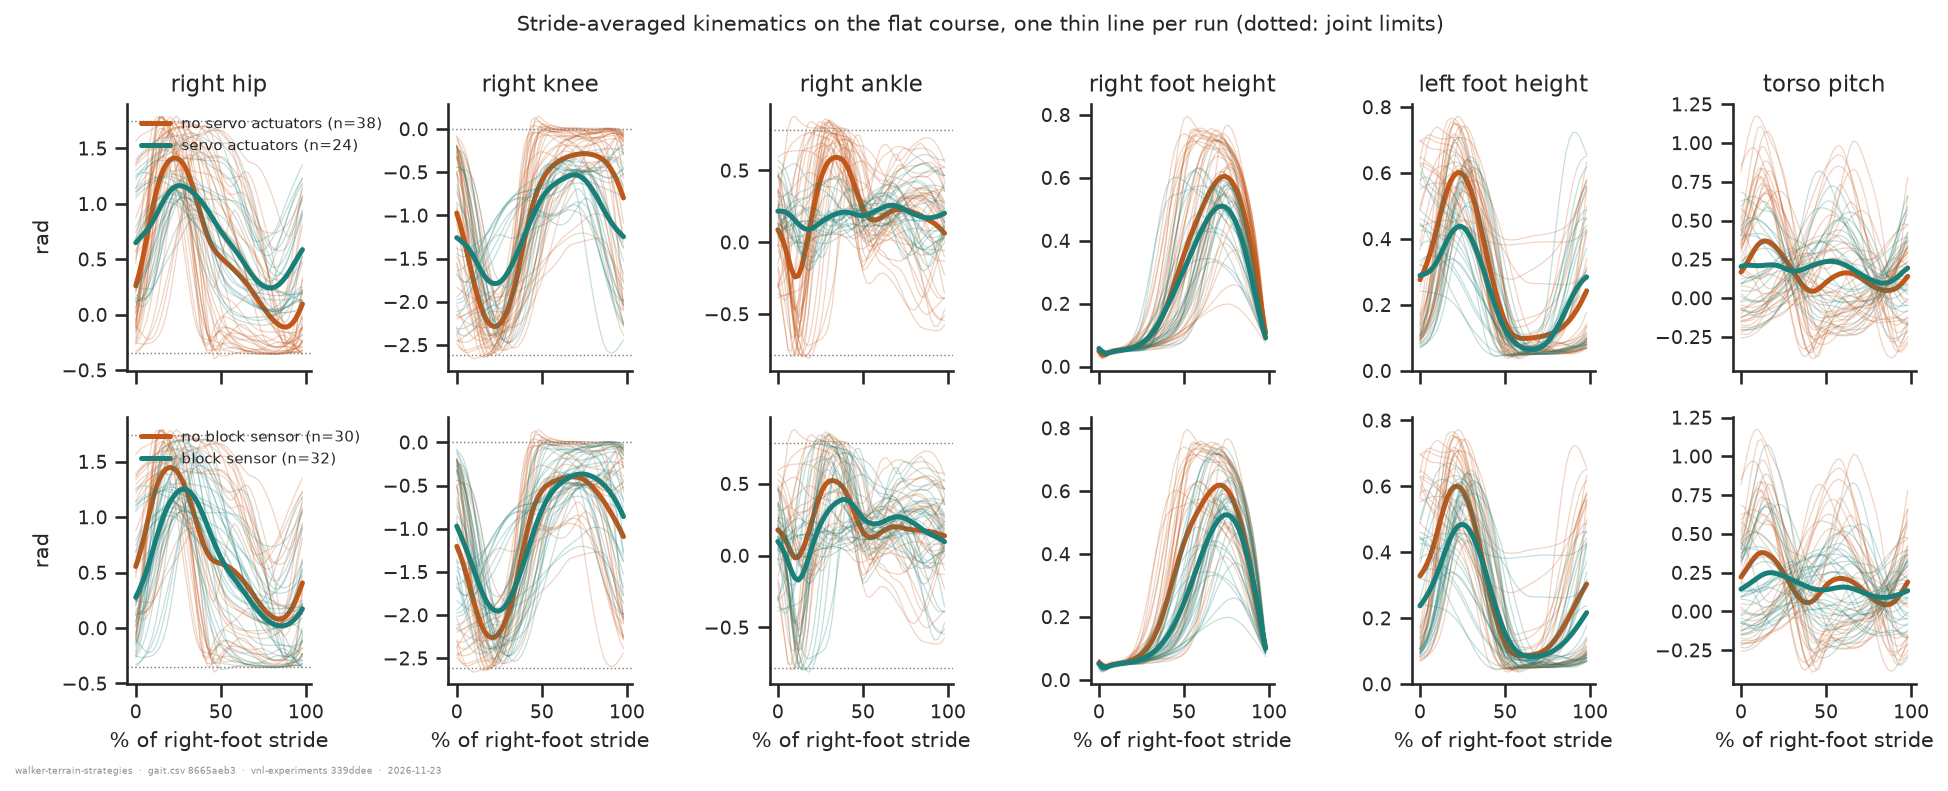 Stride-averaged kinematics on the flat course, one thin line per run (dotted: joint limits)
right hip
right knee
right ankle
right foot height
left foot height
torso pitch
no servo actuators (n=38)
servo actuators (n=24)
rad
1.5
1.0
0.5
0.0
−0.5
0.0
−0.5
−1.0
−1.5
−2.0
−2.5
0.5
0.0
−0.5
0.8
0.6
0.4
0.2
0.0
0.8
0.6
0.4
0.2
0.0
1.25
1.00
0.75
0.50
0.25
0.00
−0.25
no block sensor (n=30)
block sensor (n=32)
rad
1.5
1.0
0.5
0.0
−0.5
0.0
−0.5
−1.0
−1.5
−2.0
−2.5
0.5
0.0
−0.5
0.8
0.6
0.4
0.2
0.0
0.8
0.6
0.4
0.2
0.0
1.25
1.00
0.75
0.50
0.25
0.00
−0.25
0 50 100
0 50 100
0 50 100
0 50 100
0 50 100
0 50 100
% of right-foot stride
% of right-foot stride
% of right-foot stride
% of right-foot stride
% of right-foot stride
% of right-foot stride
walker-terrain-strategies · gait.csv 8665aeb3 · vnl-experiments 339ddee · 2026-11-23